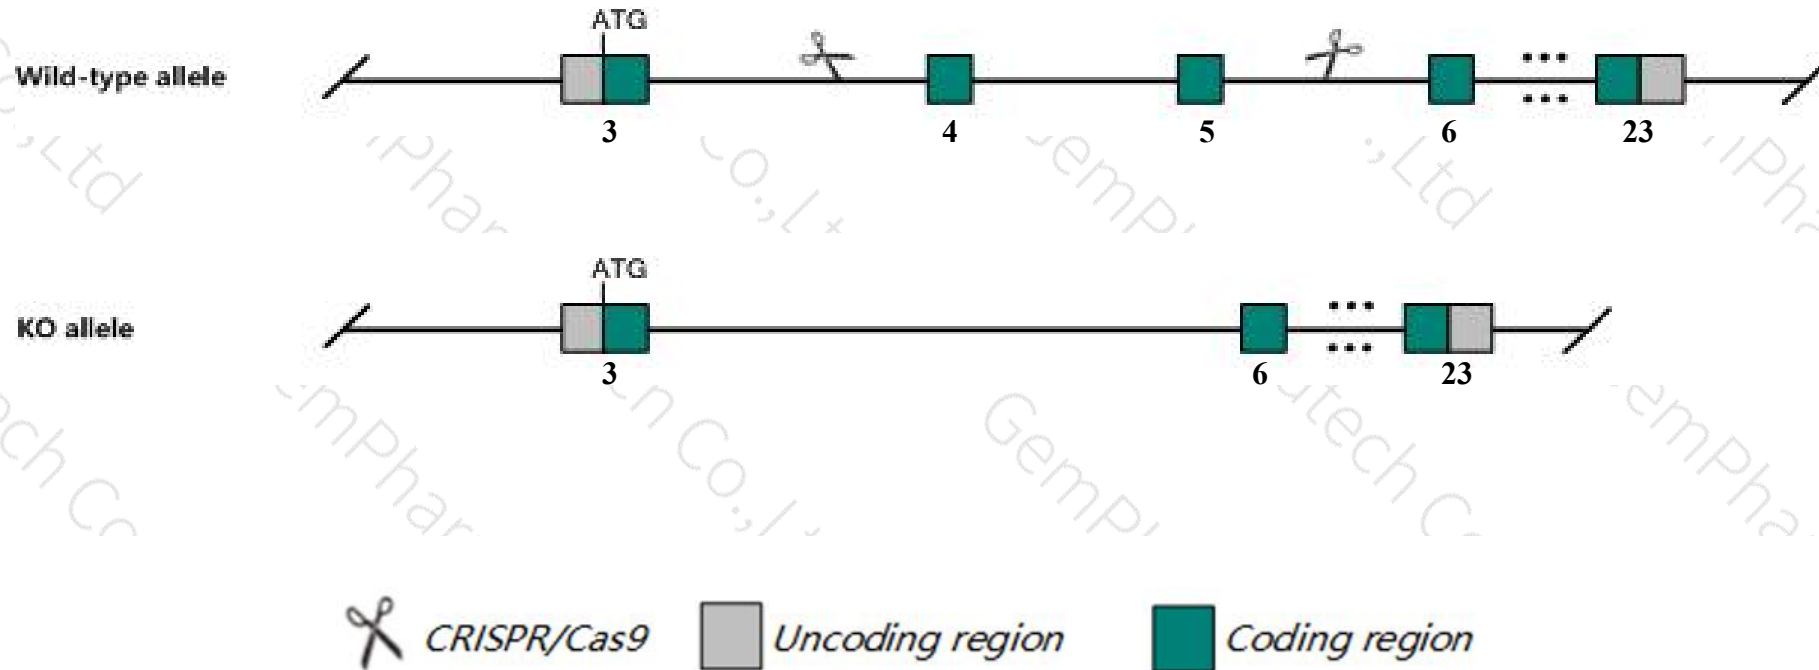 ATG
Wild-type allele
3 4 5 6 23
ATG
KO allele
3 6 23
CRISPR/Cas9 Uncoding region Coding region
GemPh